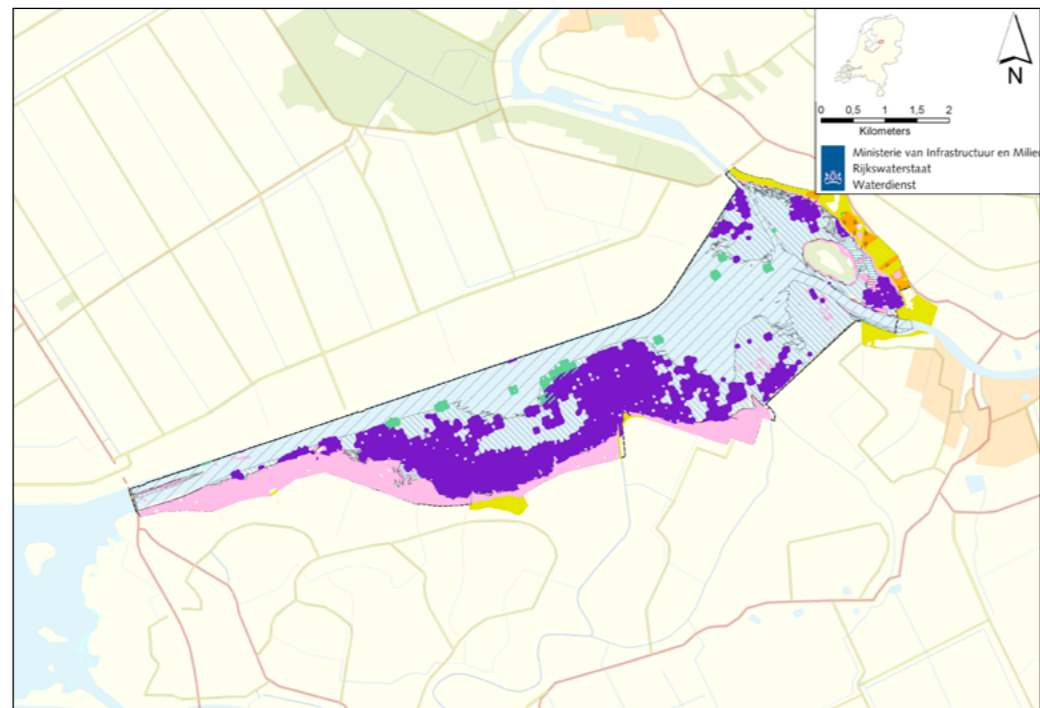 N
0 0,5 1 1,5 2
Kilometers
Ministerie van Infrastructuur en Milieu
Rijkswaterstaat
Waterdienst